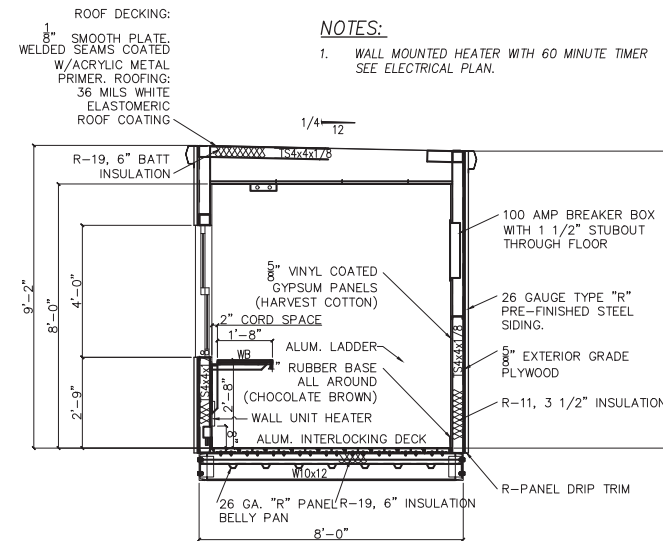 ROOF DECKING:
1/8" SMOOTH PLATE.
WELDED SEAMS COATED
W/ACRYLIC METAL
PRIMER. ROOFING:
36 MILS WHITE
ELASTOMERIC
ROOF COATING
NOTES:
1. WALL MOUNTED HEATER WITH 60 MINUTE TIMER
SEE ELECTRICAL PLAN.
1/4
12
TS4x4x1/8
R-19, 6" BATT
INSULATION
100 AMP BREAKER BOX
WITH 1 1/2" STUBOUT
THROUGH FLOOR
5/8" VINYL COATED
GYPSUM PANELS
(HARVEST COTTON)
26 GAUGE TYPE "R"
PRE-FINISHED STEEL
SIDING.
9'-2"
8'-0"
4'-0"
2'-9"
2" CORD SPACE
1'-8"
WB
ALUM. LADDER
TS4x4x1/8
5/8" EXTERIOR GRADE
PLYWOOD
TS4x4x 8
2'-8"
" RUBBER BASE
ALL AROUND
(CHOCOLATE BROWN)
R-11, 3 1/2" INSULATION
WALL UNIT HEATER
8"
ALUM. INTERLOCKING DECK
W10x12
R-PANEL DRIP TRIM
26 GA. "R" PANEL
BELLY PAN
R-19, 6" INSULATION
8'-0"